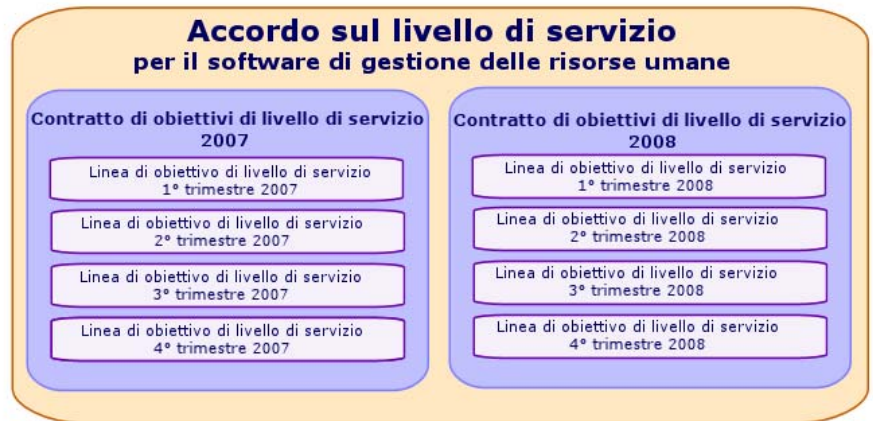 Accordo sul livello di servizio
per il software di gestione delle risorse umane
Contratto di obiettivi di livello di servizio
2007
Linea di obiettivo di livello di servizio
1° trimestre 2007
Linea di obiettivo di livello di servizio
2° trimestre 2007
Linea di obiettivo di livello di servizio
3° trimestre 2007
Linea di obiettivo di livello di servizio
4° trimestre 2007
Contratto di obiettivi di livello di servizio
2008
Linea di obiettivo di livello di servizio
1° trimestre 2008
Linea di obiettivo di livello di servizio
2° trimestre 2008
Linea di obiettivo di livello di servizio
3° trimestre 2008
Linea di obiettivo di livello di servizio
4° trimestre 2008